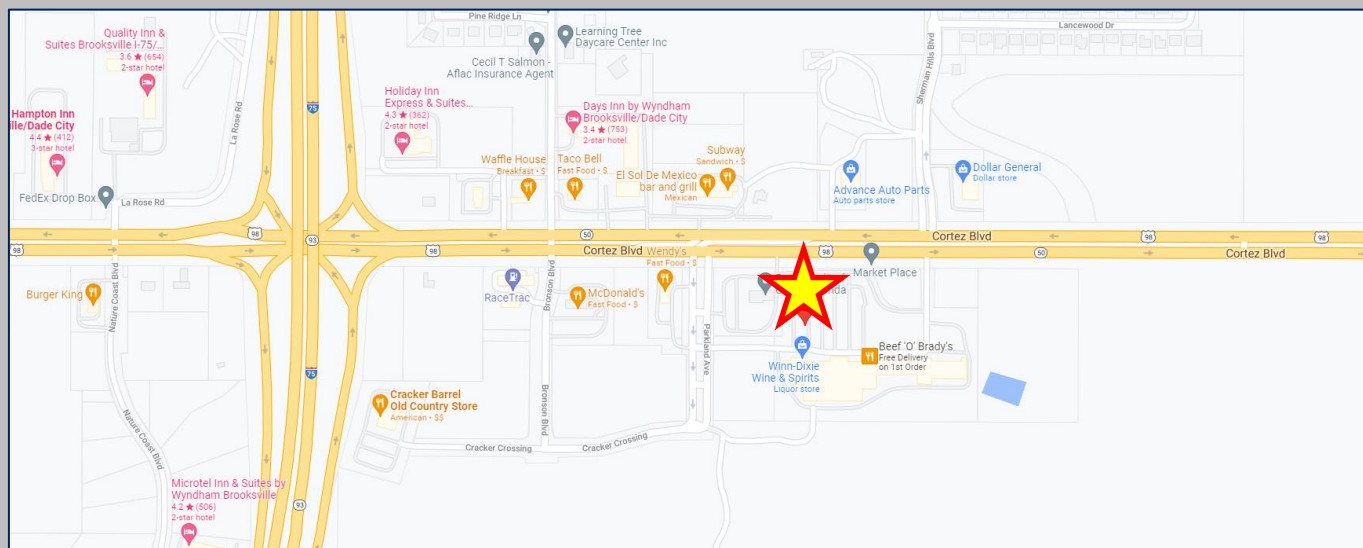 Pine Ridge Ln
Lancewood Dr
Quality Inn &
Suites Brooksville I-75/...
3.6 ★ (654)
2-star hotel
Learning Tree
Daycare Center Inc
Cecil T Salmon -
Aflac Insurance Agent
Sherman Hills Blvd
75
Hampton Inn
ille/Dade City
4.4 ★ (412)
3-star hotel
La Rose Rd
Holiday Inn
Express & Suites...
4.3 ★ (362)
2-star hotel
Days Inn by Wyndham
Brooksville/Dade City
3.4 ★ (753)
2-star hotel
Waffle House
Breakfast • $
Taco Bell
Fast Food • $
Subway
Sandwich • $
El Sol De Mexico
bar and grill
Mexican
Advance Auto Parts
Auto parts store
Dollar General
Dollar store
FedEx Drop Box
La Rose Rd
98
93
50
Cortez Blvd
98
98
98
98
Cortez Blvd
98
50
Cortez Blvd
Wendy's
Fast Food • $
Market Place
Burger King
Nature Coast Blvd
RaceTrac
Bronson Blvd
McDonald's
Fast Food • $
nda
Parkland Ave
Winn-Dixie
Wine & Spirits
Liquor store
Beef 'O' Brady's
Free Delivery
on 1st Order
75
Cracker Barrel
Old Country Store
American • $$
Bronson Blvd
Nature Coast Blvd
Cracker Crossing
Cracker Crossing
Microtel Inn & Suites by
Wyndham Brooksville
4.2 ★ (506)
2-star hotel
93